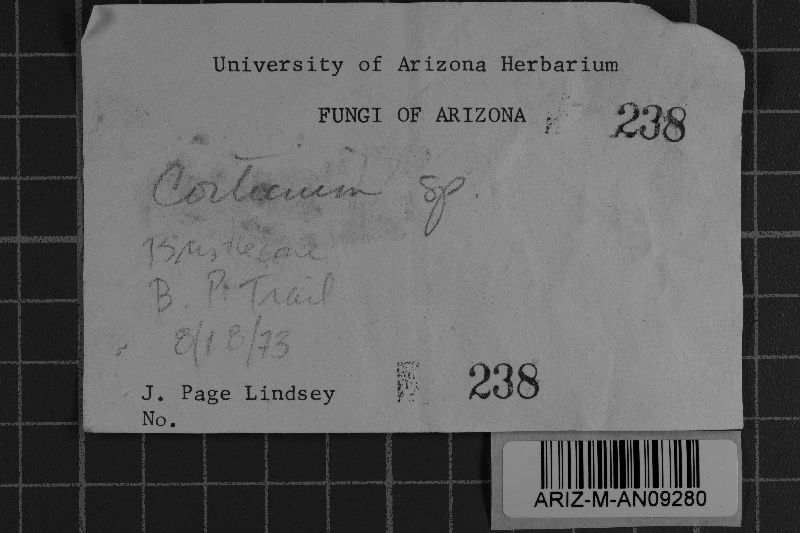 University of Arizona Herbarium
FUNGI OF ARIZONA 238
Corticium sp.
Bristlecone
B. P. Trail
8/18/73
J. Page Lindsey 238
No.
ARIZ-M-AN09280